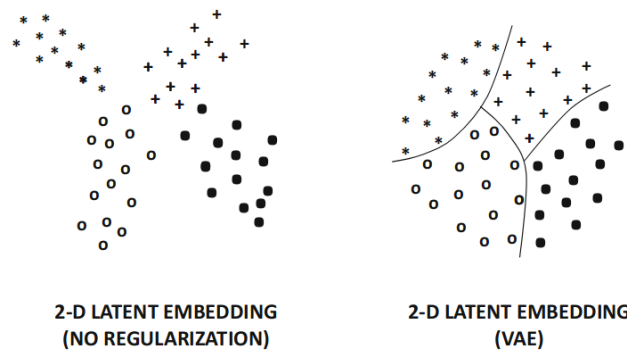 2-D LATENT EMBEDDING
(NO REGULARIZATION)
2-D LATENT EMBEDDING
(VAE)